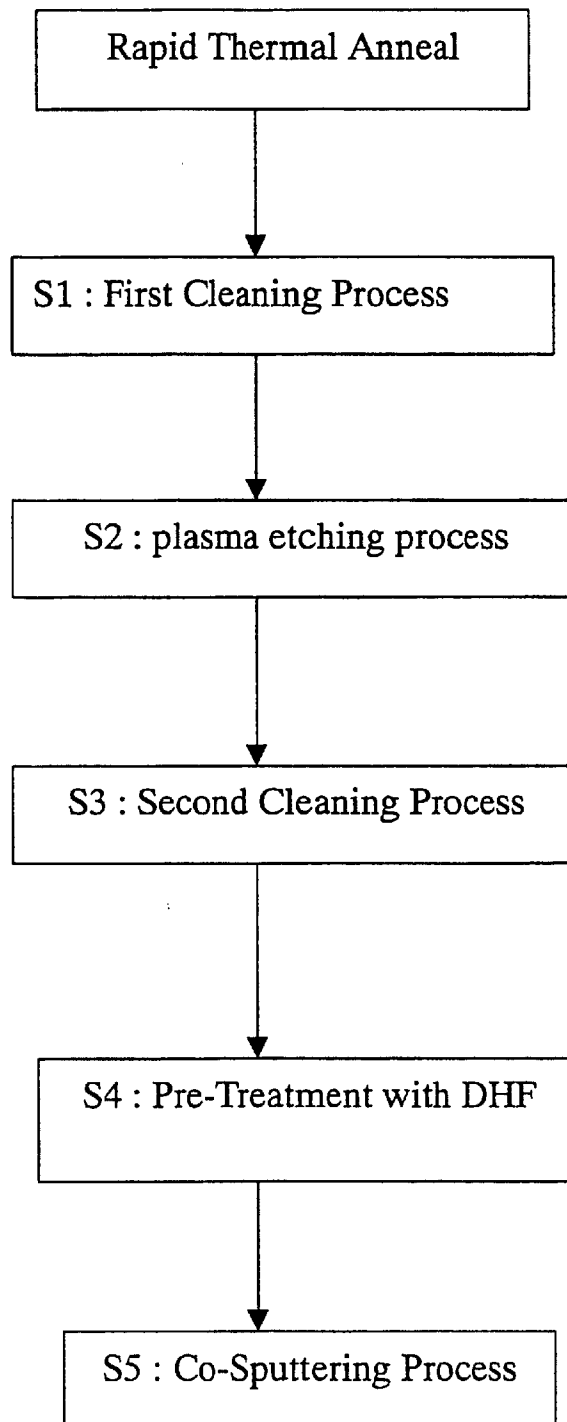 Rapid Thermal Anneal
S1 : First Cleaning Process
S2 : plasma etching process
S3 : Second Cleaning Process
S4 : Pre-Treatment with DHF
S5 : Co-Sputtering Process